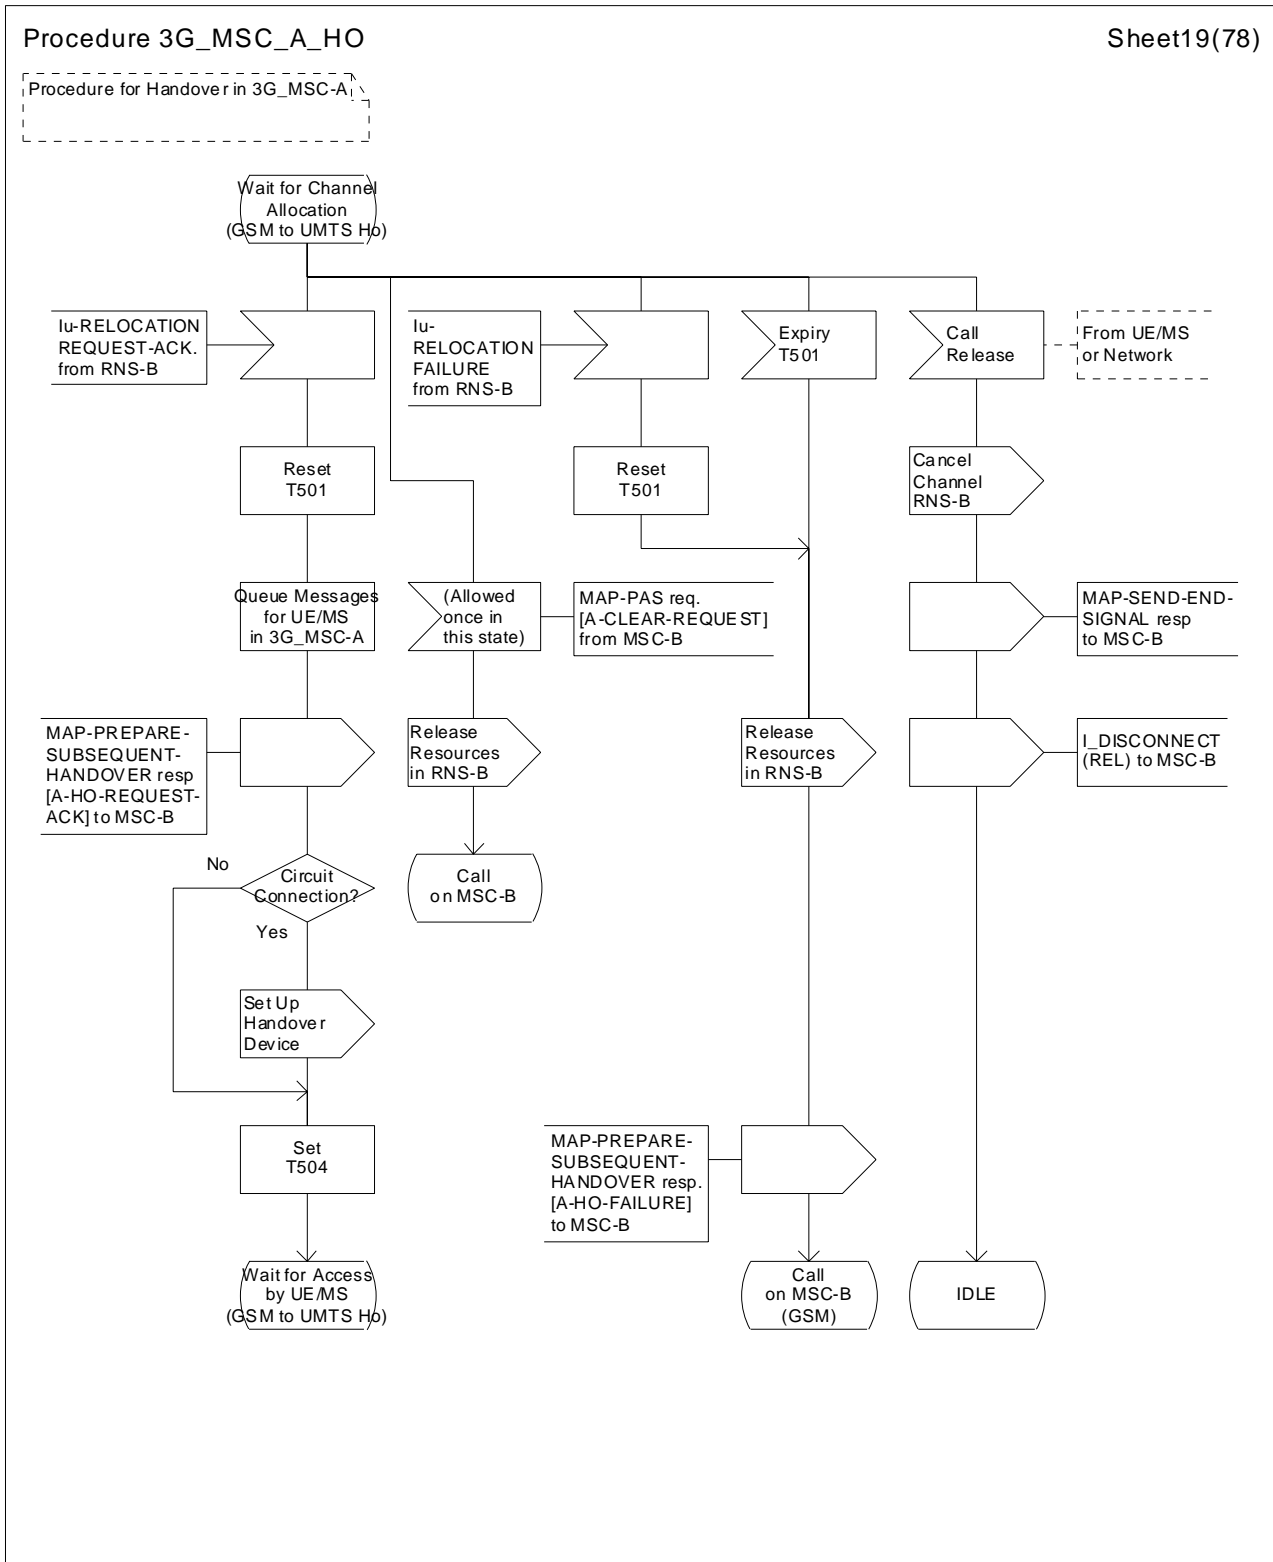 Procedure 3G_MSC_A_HO
Sheet19(78)
Procedure for Handover in 3G_MSC-A
Wait for Channel
Allocation
(GSM to UMTS Ho)
Iu-RELOCATION
REQUEST-ACK.
from RNS-B
Iu-
RELOCATION
FAILURE
from RNS-B
Expiry
T501
Call
Release
From UE/MS
or Network
Reset
T501
Reset
T501
Cancel
Channel
RNS-B
Queue Messages
for UE/MS
in 3G_MSC-A
(Allowed
once in
this state)
MAP-PAS req.
[A-CLEAR-REQUEST]
from MSC-B
MAP-SEND-END-
SIGNAL resp
to MSC-B
MAP-PREPARE-
SUBSEQUENT-
HANDOVER resp
[A-HO-REQUEST-
ACK] to MSC-B
Release
Resources
in RNS-B
Release
Resources
in RNS-B
I_DISCONNECT
(REL) to MSC-B
No
Circuit
Connection?
Yes
Call
on MSC-B
Set Up
Handover
Device
Set
T504
MAP-PREPARE-
SUBSEQUENT-
HANDOVER resp.
[A-HO-FAILURE]
to MSC-B
Wait for Access
by UE/MS
(GSM to UMTS Ho)
Call
on MSC-B
(GSM)
IDLE